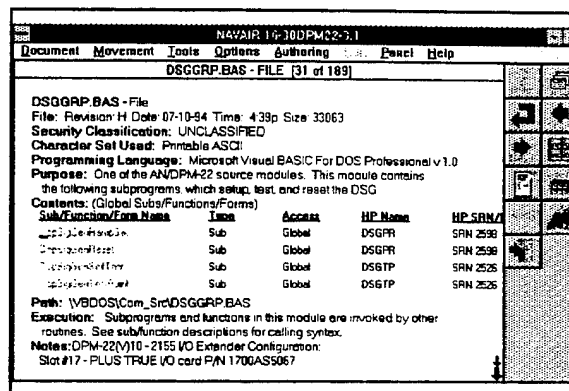 NAVAIR 16-30DPM22-3.1
Document Movement Tools Options Authoring Panel Help
DSGGRP.BAS - FILE [31 of 189]
DSGGRP.BAS - File
File: Revision: H Date: 07-10-94 Time: 4:39p Size: 33063
Security Classification: UNCLASSIFIED
Character Set Used: Printable ASCII
Programming Language: Microsoft Visual BASIC For DOS Professional v 1.0
Purpose: One of the AN/DPM-22 source modules. This module contains
the following subprograms, which setup, test, and reset the DSG
Contents: (Global Subs/Functions/Forms)
Sub/Function/Form Name Type Access HP Name HP SRN/
Sub Global DSGPR SRN 2598
Sub Global DSGPR SRN 2598
Sub Global DSGTP SRN 2526
Sub Global DSGTP SRN 2526
Path: \VBDOS\Com_Src\DSGGRP.BAS
Execution: Subprograms and functions in this module are invoked by other
routines. See sub/function descriptions for calling syntax.
Notes: DPM-22(V)10 - 2155 I/O Extender Configuration:
Slot #17 - PLUS TRUE I/O card P/N 1700AS5067